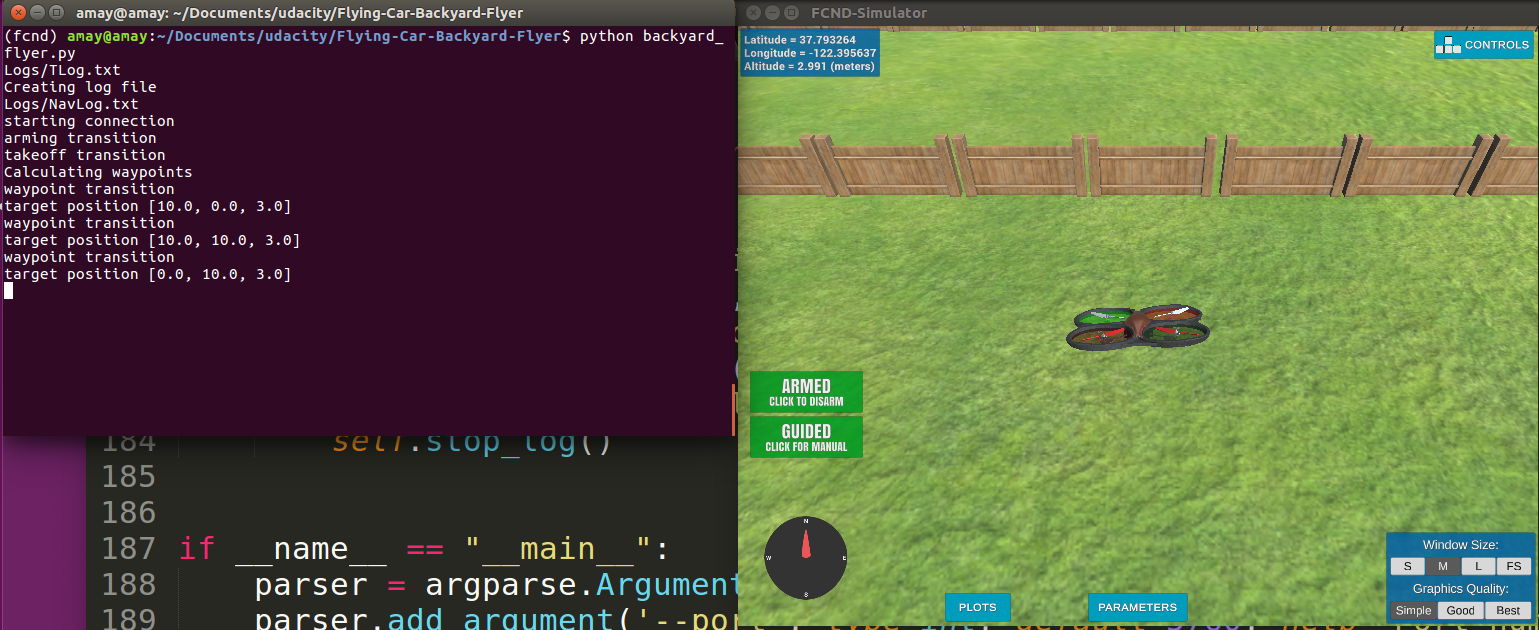 amay@amay: ~/Documents/udacity/Flying-Car-Backyard-Flyer
(fcnd) amay@amay:~/Documents/udacity/Flying-Car-Backyard-Flyer$ python backyard_
flyer.py
Logs/TLog.txt
Creating log file
Logs/NavLog.txt
starting connection
arming transition
takeoff transition
Calculating waypoints
waypoint transition
target position [10.0, 0.0, 3.0]
waypoint transition
target position [10.0, 10.0, 3.0]
waypoint transition
target position [0.0, 10.0, 3.0]
184 self.stop_log()
185
186
187 if __name__ == "__main__":
188 parser = argparse.Argument
189 parser.add_argument('--port'
FCND-Simulator
Latitude = 37.793264
Longitude = -122.395637
Altitude = 2.991 (meters)
CONTROLS
ARMED
CLICK TO DISARM
GUIDED
CLICK FOR MANUAL
N
W E
S
PLOTS
PARAMETERS
Window Size:
S M L FS
Graphics Quality:
Simple Good Best